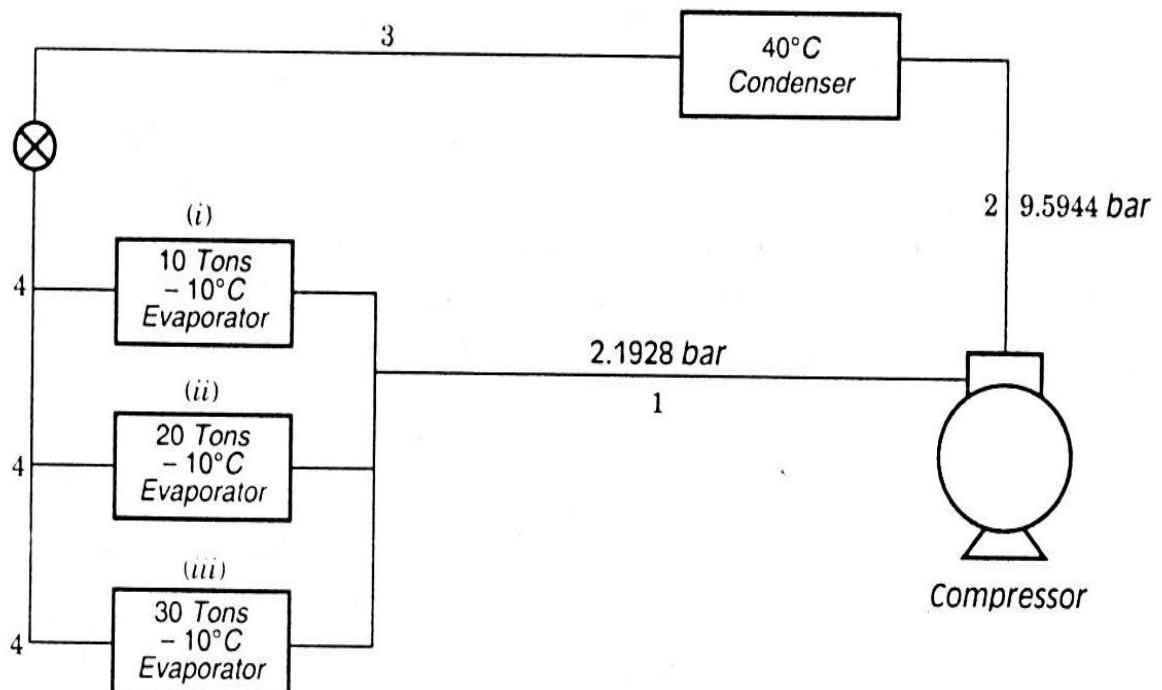 3
40°C
Condenser
2 9.5944 bar
(i)
10 Tons
– 10°C
Evaporator
4
2.1928 bar
1
(ii)
20 Tons
– 10°C
Evaporator
4
(iii)
30 Tons
– 10°C
Evaporator
4
Compressor